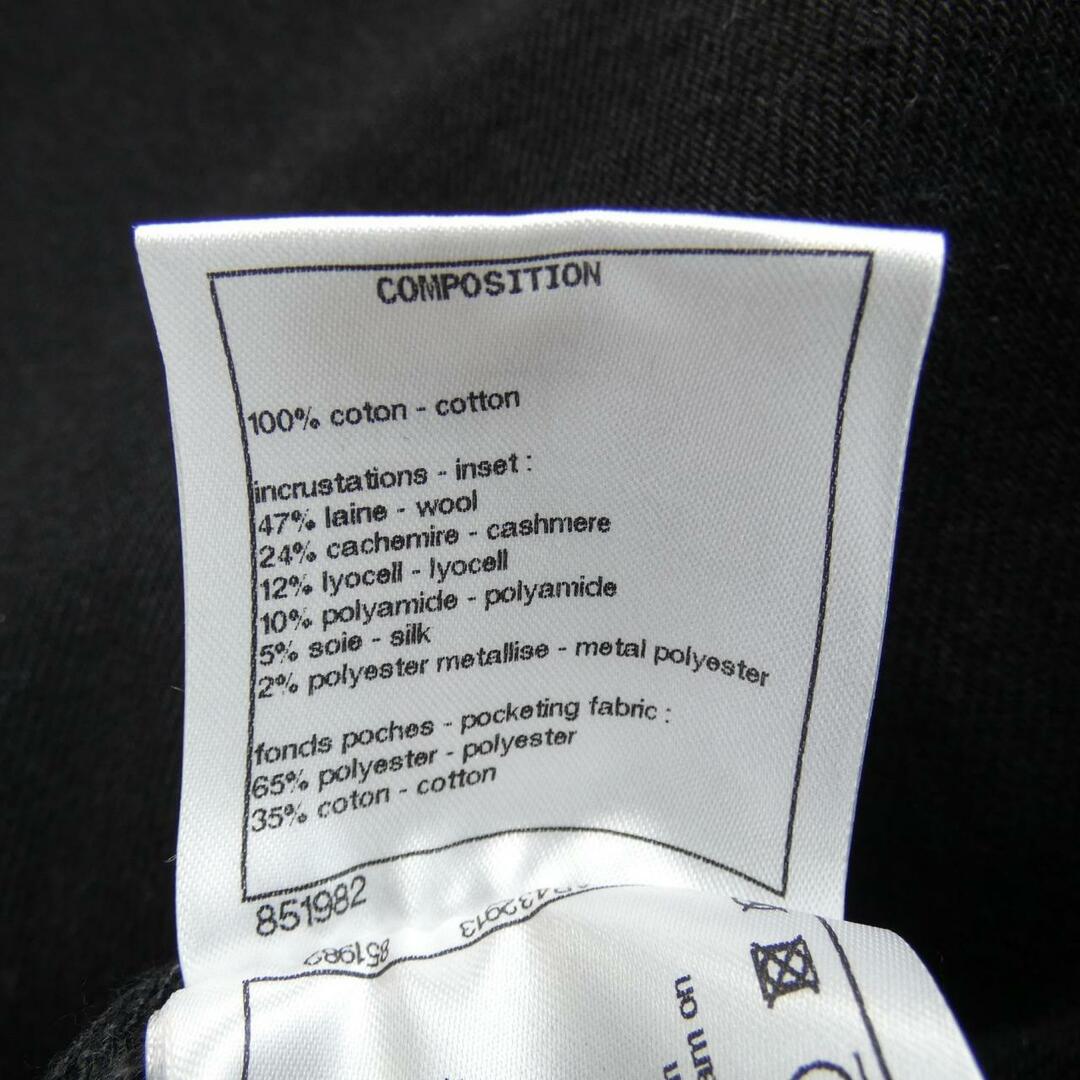 COMPOSITION
100% coton - cotton
incrustations - inset :
47% laine - wool
24% cachemire - cashmere
12% lyocell - lyocell
10% polyamide - polyamide
5% soie - silk
2% polyester metallise - metal polyester
fonds poches - pocketing fabric :
65% polyester - polyester
35% coton - cotton
851982
851982